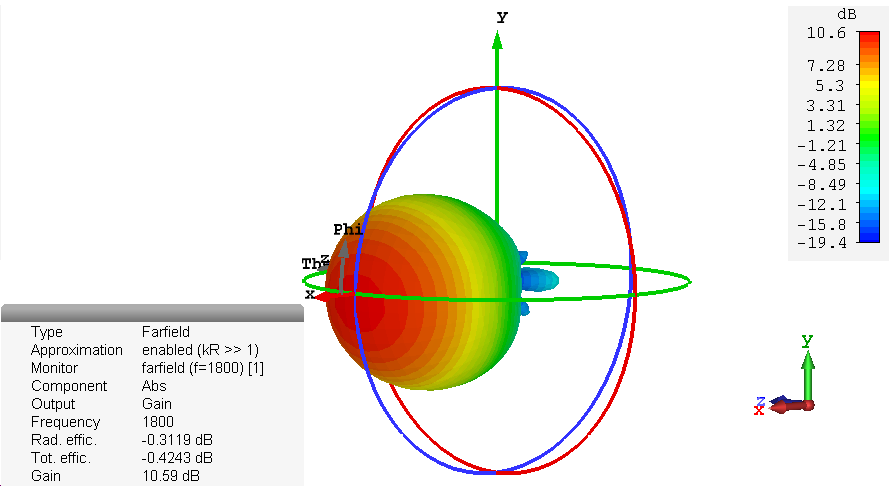 y
dB
10.6
7.28
5.3
3.31
1.32
-1.21
-4.85
-8.49
-12.1
-15.8
-19.4
Phi
z
x
Type Farfield
Approximation enabled (kR >> 1)
Monitor farfield (f=1800) [1]
Component Abs
Output Gain
Frequency 1800
Rad. effic. -0.3119 dB
Tot. effic. -0.4243 dB
Gain 10.59 dB
y
z
x